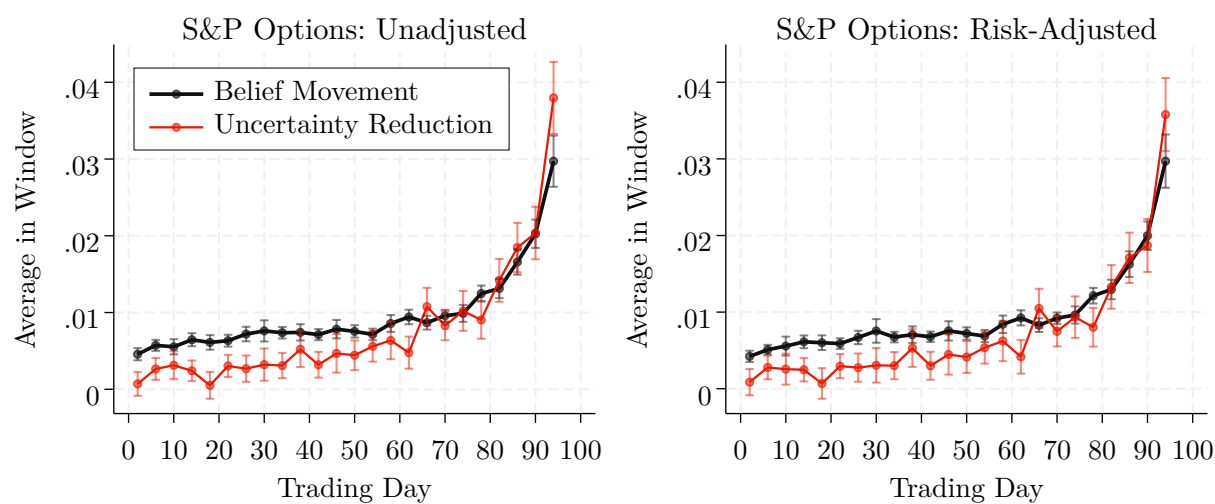 S&P Options: Unadjusted
Belief Movement
Uncertainty Reduction
Average in Window
.04
.03
.02
.01
0
0 10 20 30 40 50 60 70 80 90 100
Trading Day
S&P Options: Risk-Adjusted
Average in Window
.04
.03
.02
.01
0
0 10 20 30 40 50 60 70 80 90 100
Trading Day